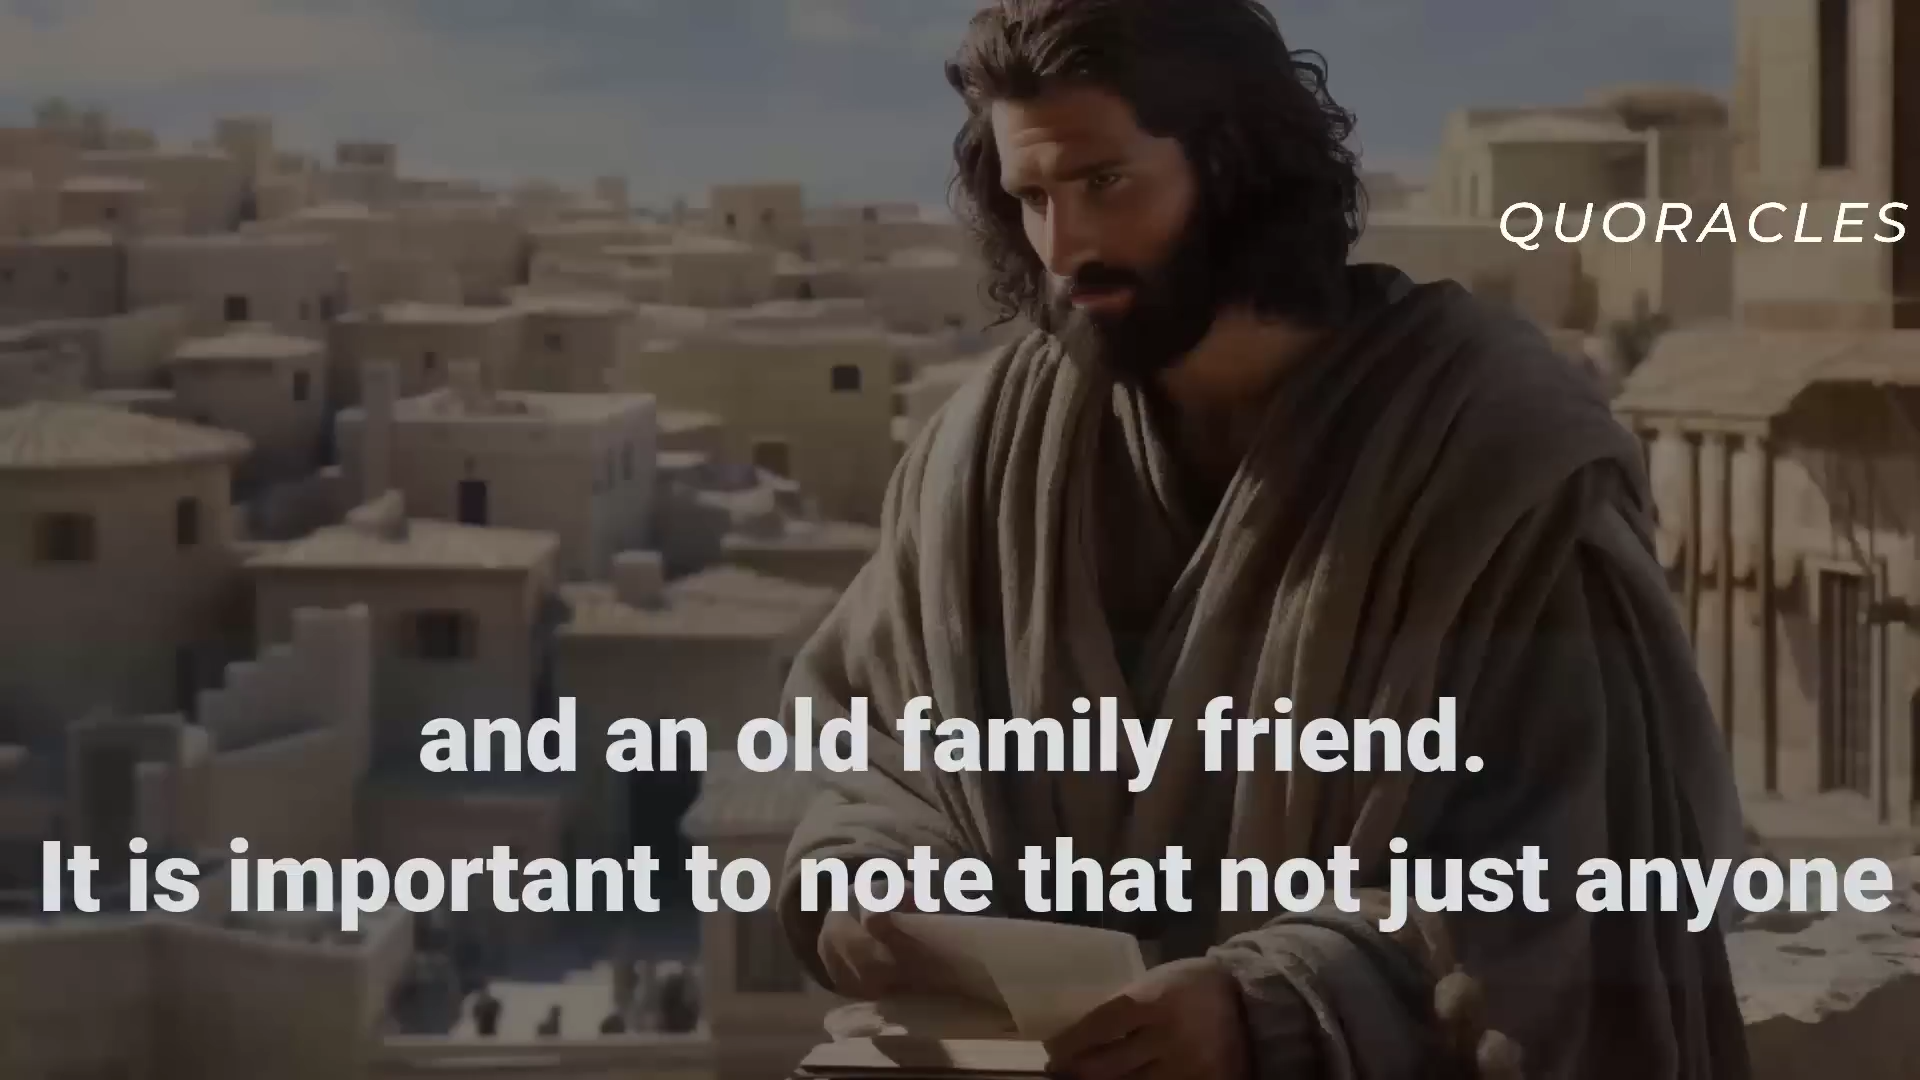 QUORACLES
and an old family friend.
It is important to note that not just anyone